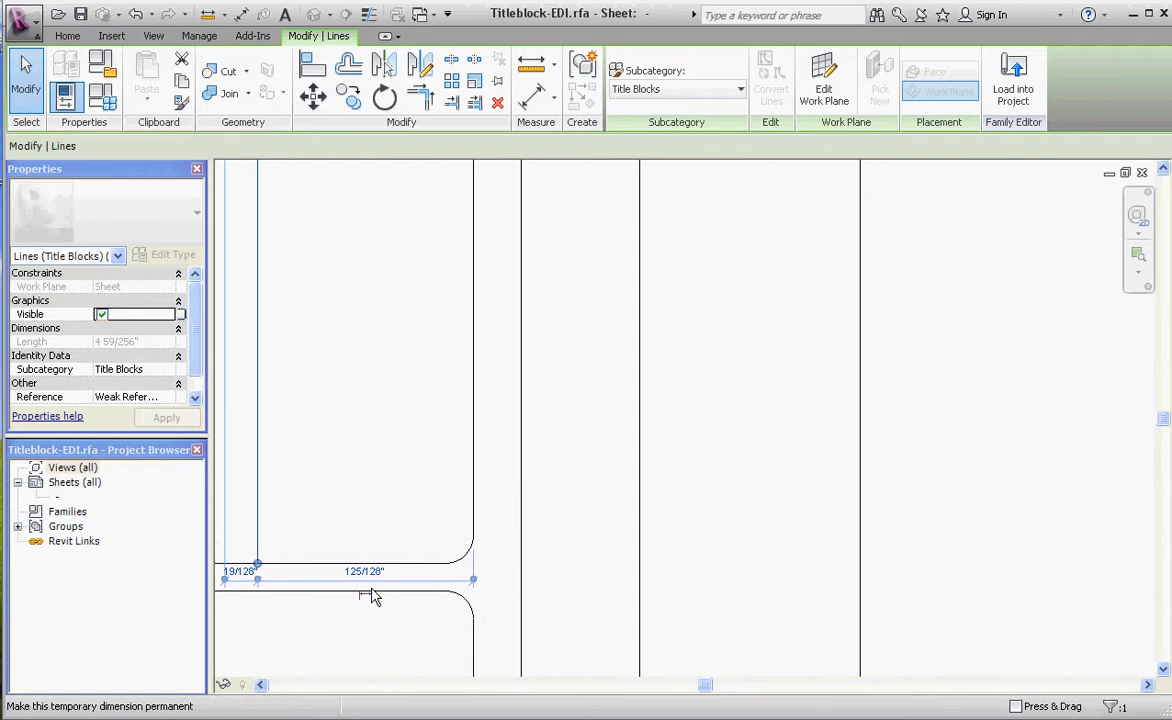 Titleblock-EDI.rfa - Sheet: -
Type a keyword or phrase
Sign In
Home
Insert
View
Manage
Add-Ins
Modify | Lines
Modify
Paste
Cut
Join
Edit
Work Plane
Convert
Lines
Pick
New
Subcategory:
Title Blocks
Face
Work Plane
Load into
Project
Select
Properties
Clipboard
Geometry
Modify
Measure
Create
Subcategory
Edit
Work Plane
Placement
Family Editor
Modify | Lines
Properties
Lines (Title Blocks) (
Edit Type
Constraints
Work Plane
Sheet
Graphics
Visible
Dimensions
Length
4 59/256"
Identity Data
Subcategory
Title Blocks
Other
Reference
Weak Refer...
Properties help
Apply
Titleblock-EDI.rfa - Project Browser
Views (all)
Sheets (all)
-
Families
Groups
Revit Links
19/128"
125/128"
2D
Make this temporary dimension permanent
Press & Drag
:1